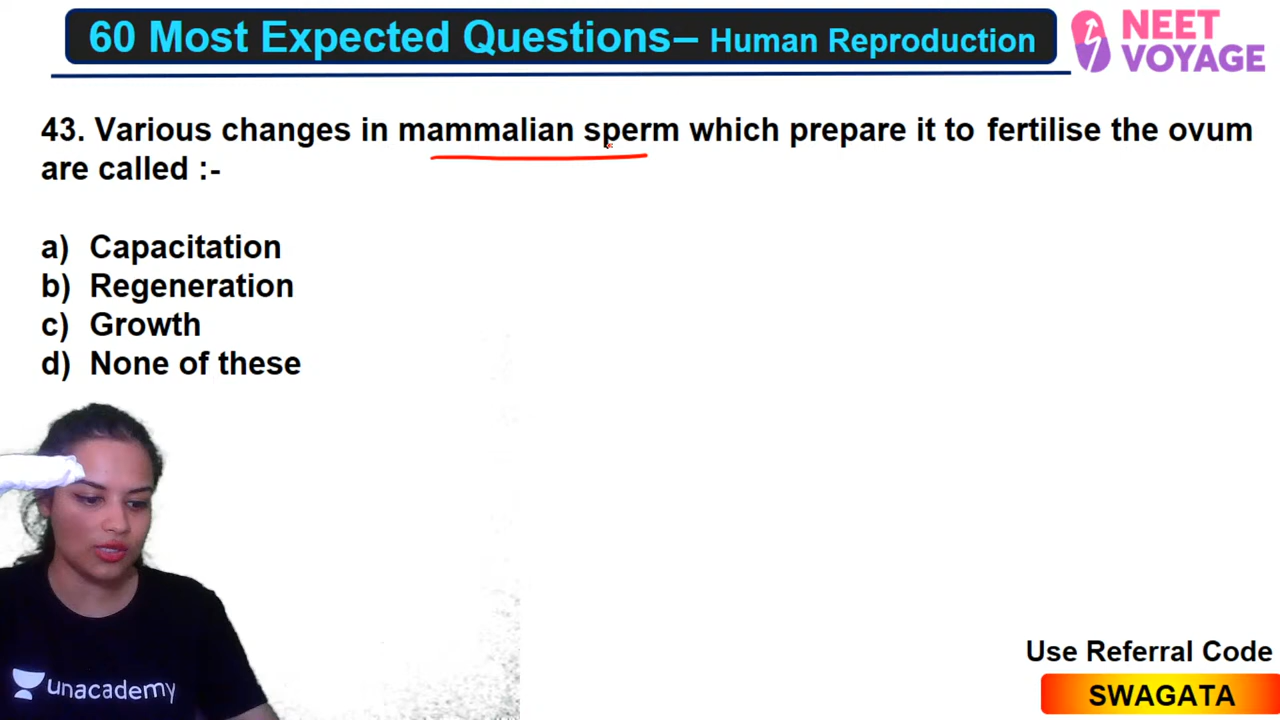 60 Most Expected Questions– Human Reproduction
NEET
VOYAGE
43. Various changes in mammalian sperm which prepare it to fertilise the ovum
are called :-
a) Capacitation
b) Regeneration
c) Growth
d) None of these
unacademy
Use Referral Code
SWAGATA